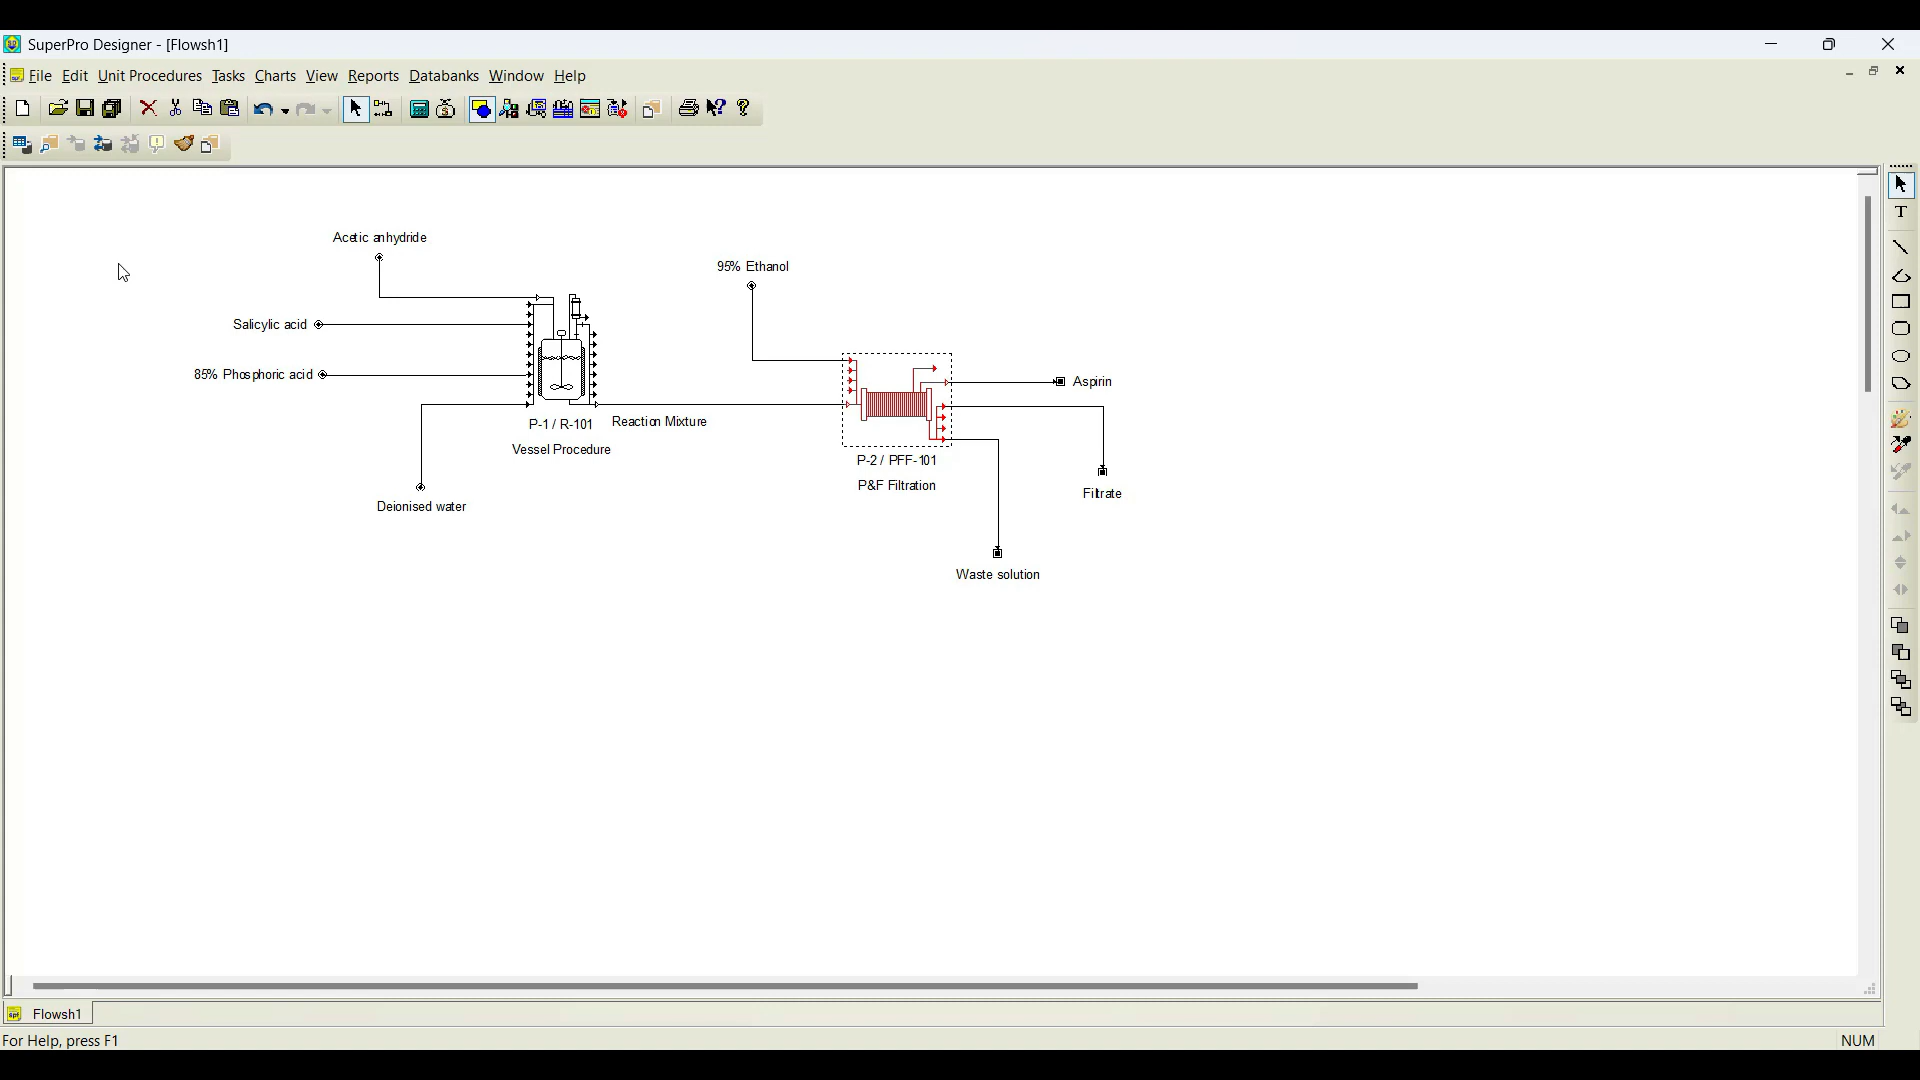 SuperPro Designer - [Flowsh1]
File Edit Unit Procedures Tasks Charts View Reports Databanks Window Help
Acetic anhydride
95% Ethanol
Salicylic acid
85% Phosphoric acid
Aspirin
P-1 / R-101
Reaction Mixture
Vessel Procedure
P-2 / PFF-101
P&F Filtration
Filtrate
Deionised water
Waste solution
T
Flowsh1
For Help, press F1
NUM